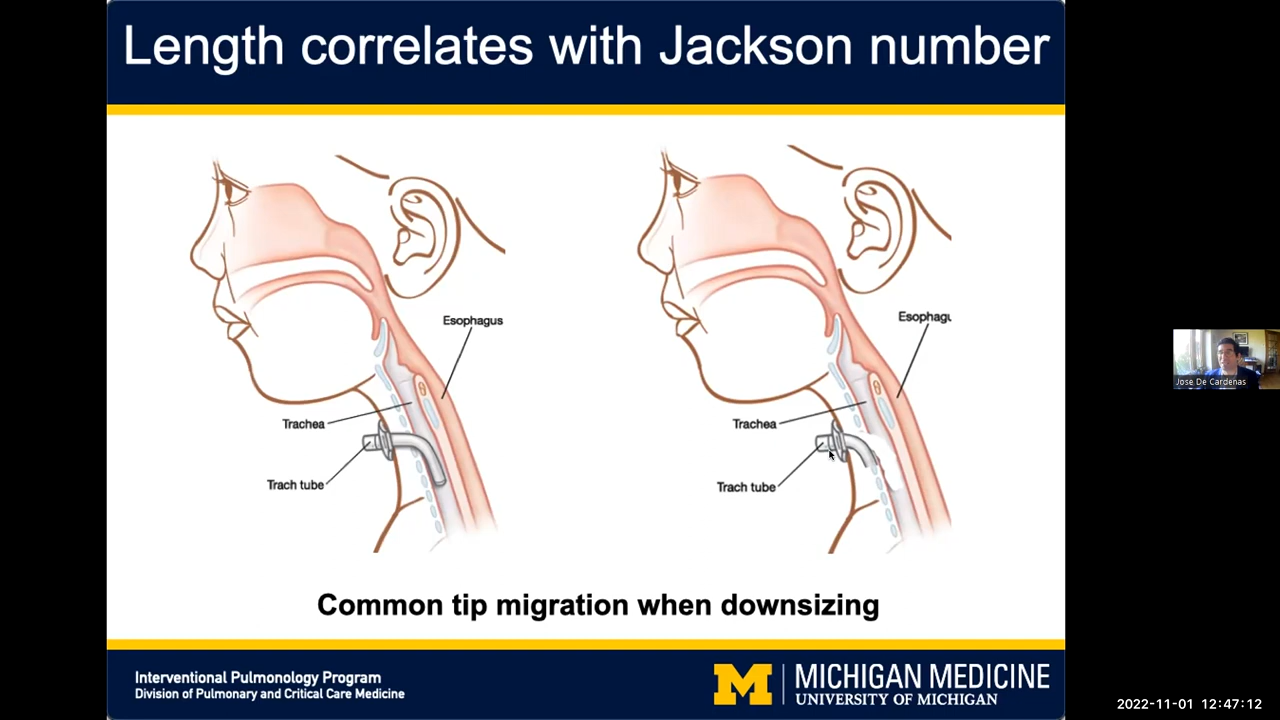 Length correlates with Jackson number
Esophagus
Trachea
Trach tube
Esophagu
Trachea
Trach tube
Common tip migration when downsizing
Interventional Pulmonology Program
Division of Pulmonary and Critical Care Medicine
M MICHIGAN MEDICINE
UNIVERSITY OF MICHIGAN
Jose De Cardenas
2022-11-01 12:47:12